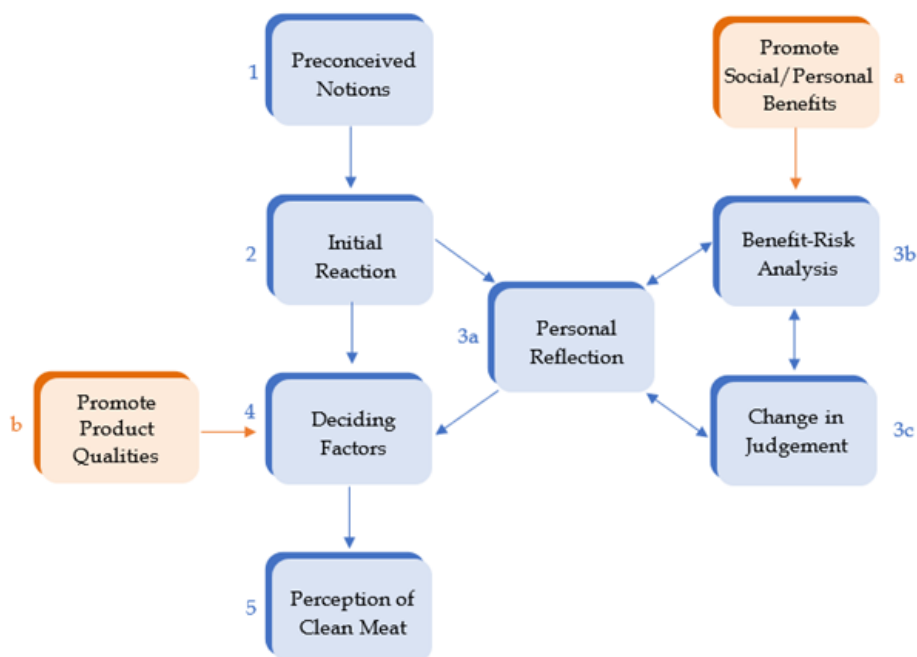 1
Preconceived
Notions
Promote
Social/Personal
Benefits
a
2
Initial
Reaction
Benefit-Risk
Analysis
3b
3a
Personal
Reflection
b
Promote
Product
Qualities
4
Deciding
Factors
Change in
Judgement
3c
5
Perception of
Clean Meat